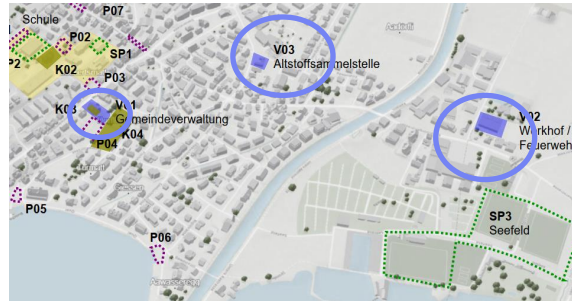 Schule
P07
P02
SP1
P2
K02
P03
V03
Altstoffsammelstelle
K03
V01
Gemeindeverwaltung
K04
P04
V02
Werkhof /
Feuerweh
P05
P06
SP3
Seefeld